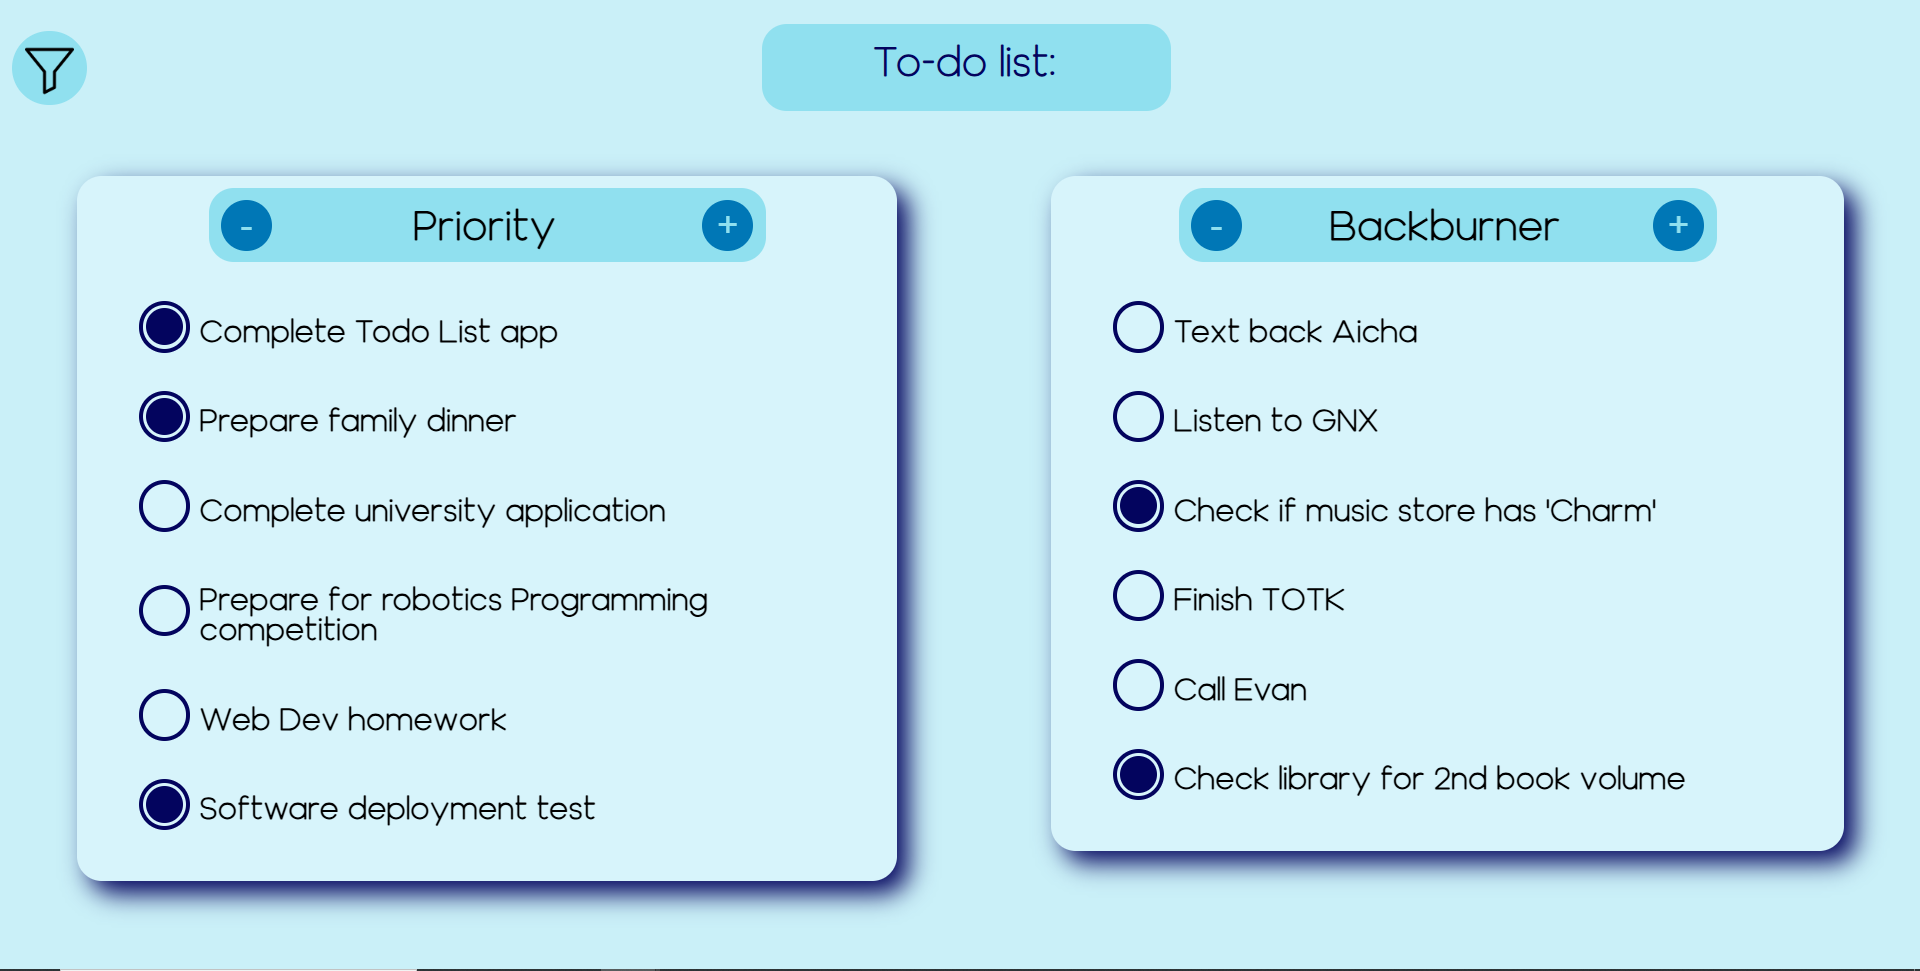 To-do list:
- Priority +
Complete Todo List app
Prepare family dinner
Complete university application
Prepare for robotics Programming
competition
Web Dev homework
Software deployment test
- Backburner +
Text back Aicha
Listen to GNX
Check if music store has 'Charm'
Finish TOTK
Call Evan
Check library for 2nd book volume